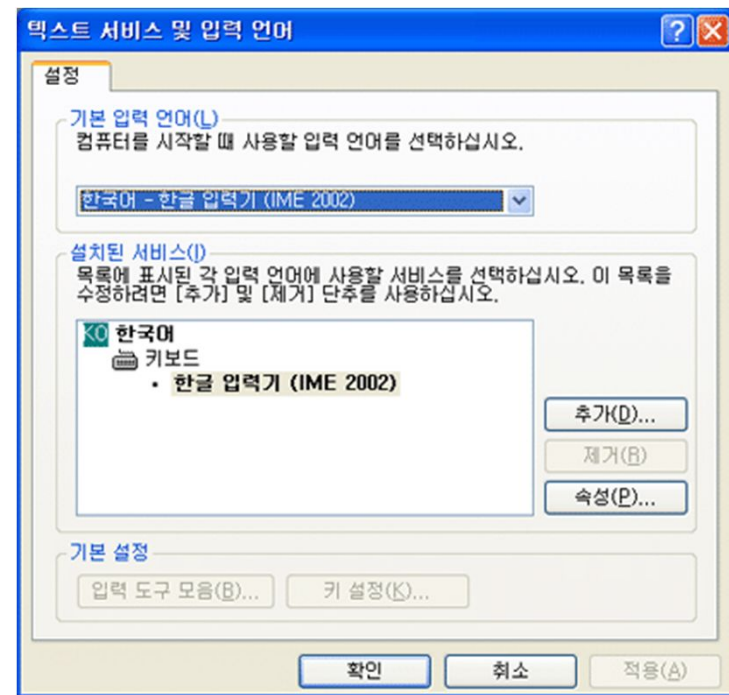 텍스트 서비스 및 입력 언어
설정
기본 입력 언어(L)
컴퓨터를 시작할 때 사용할 입력 언어를 선택하십시오.
한국어 - 한글 입력기 (IME 2002)
설치된 서비스(I)
목록에 표시된 각 입력 언어에 사용할 서비스를 선택하십시오. 이 목록을
수정하려면 [추가] 및 [제거] 단추를 사용하십시오.
KO 한국어
키보드
• 한글 입력기 (IME 2002)
추가(D)...
제거(R)
속성(P)...
기본 설정
입력 도구 모음(B)... 키 설정(K)...
확인 취소 적용(A)